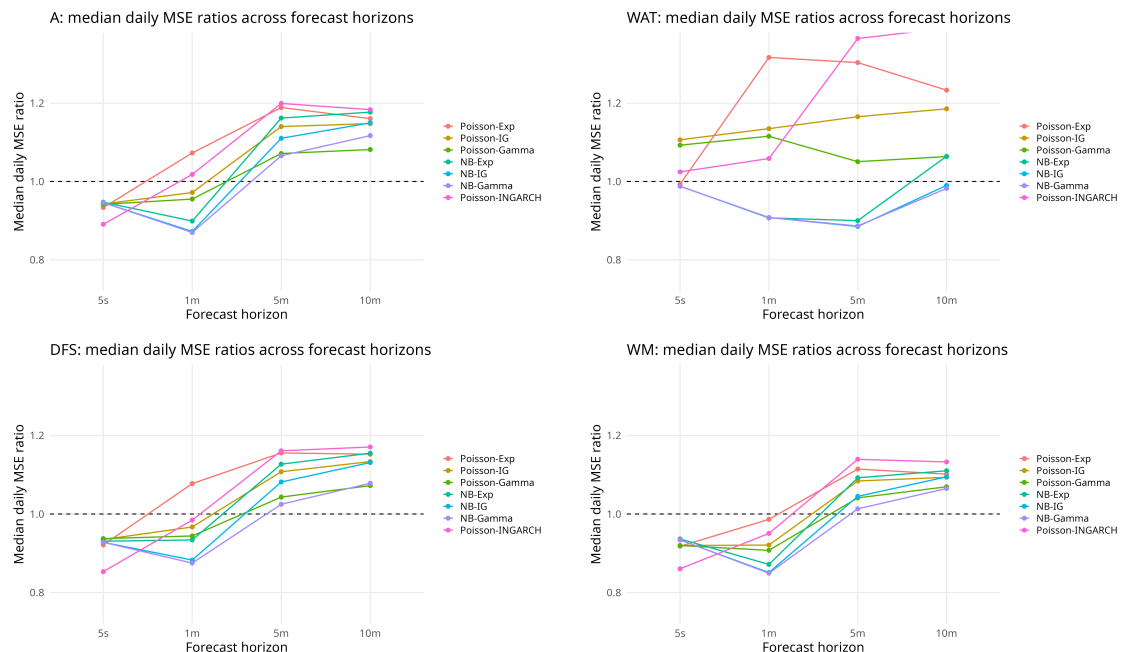 A: median daily MSE ratios across forecast horizons
Median daily MSE ratio
1.2
1.0
0.8
5s
1m
5m
10m
Forecast horizon
Poisson-Exp
Poisson-IG
Poisson-Gamma
NB-Exp
NB-IG
NB-Gamma
Poisson-INGARCH
WAT: median daily MSE ratios across forecast horizons
Median daily MSE ratio
1.2
1.0
0.8
5s
1m
5m
10m
Forecast horizon
Poisson-Exp
Poisson-IG
Poisson-Gamma
NB-Exp
NB-IG
NB-Gamma
Poisson-INGARCH
DFS: median daily MSE ratios across forecast horizons
Median daily MSE ratio
1.2
1.0
0.8
5s
1m
5m
10m
Forecast horizon
Poisson-Exp
Poisson-IG
Poisson-Gamma
NB-Exp
NB-IG
NB-Gamma
Poisson-INGARCH
WM: median daily MSE ratios across forecast horizons
Median daily MSE ratio
1.2
1.0
0.8
5s
1m
5m
10m
Forecast horizon
Poisson-Exp
Poisson-IG
Poisson-Gamma
NB-Exp
NB-IG
NB-Gamma
Poisson-INGARCH